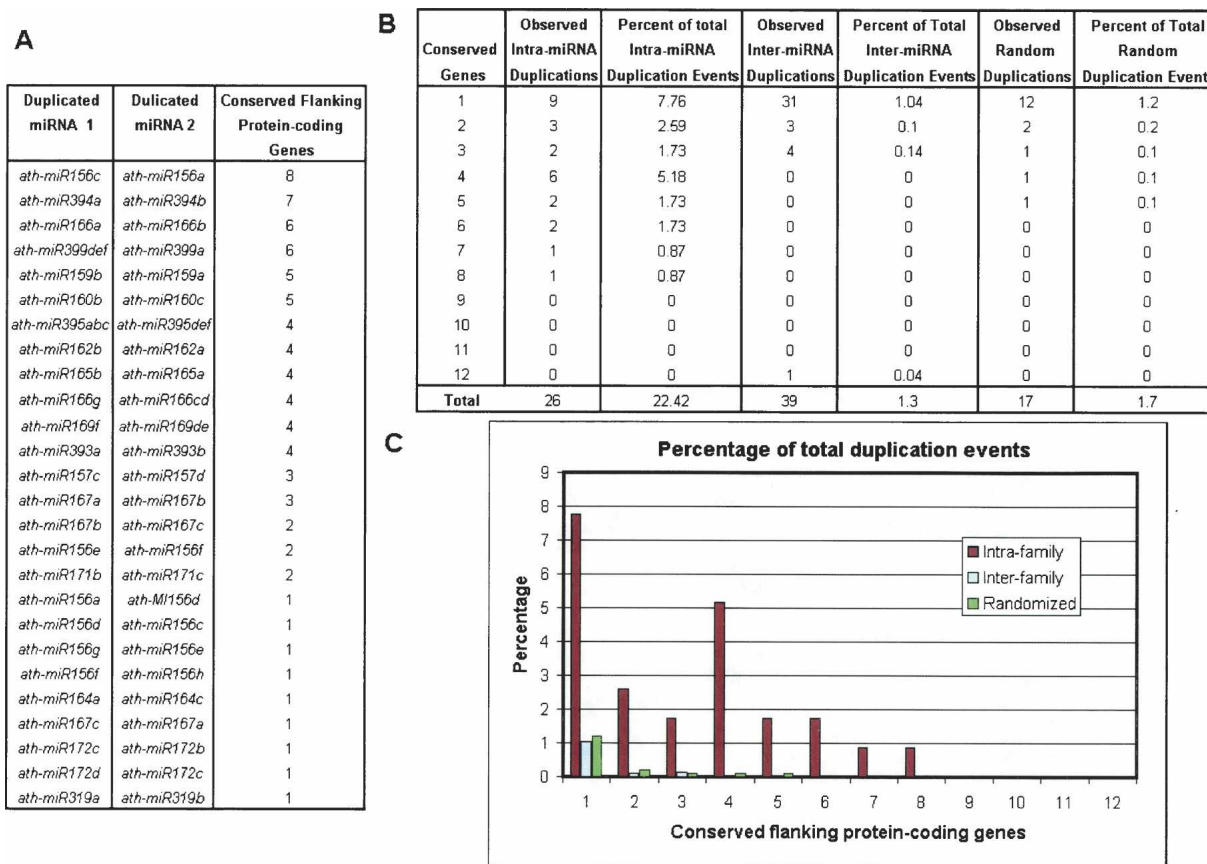 A
Duplicated miRNA 1 Dulicated miRNA 2 Conserved Flanking Protein-coding Genes
ath-miR156c ath-miR156a 8
ath-miR394a ath-miR394b 7
ath-miR166a ath-miR166b 6
ath-miR399def ath-miR399a 6
ath-miR159b ath-miR159a 5
ath-miR160b ath-miR160c 5
ath-miR395abc ath-miR395def 4
ath-miR162b ath-miR162a 4
ath-miR165b ath-miR165a 4
ath-miR166g ath-miR166cd 4
ath-miR169f ath-miR169de 4
ath-miR393a ath-miR393b 4
ath-miR157c ath-miR157d 3
ath-miR167a ath-miR167b 3
ath-miR167b ath-miR167c 2
ath-miR156e ath-miR156f 2
ath-miR171b ath-miR171c 2
ath-miR156a ath-MI156d 1
ath-miR156d ath-miR156c 1
ath-miR156g ath-miR156e 1
ath-miR156f ath-miR156h 1
ath-miR164a ath-miR164c 1
ath-miR167c ath-miR167a 1
ath-miR172c ath-miR172b 1
ath-miR172d ath-miR172c 1
ath-miR319a ath-miR319b 1
B
Conserved Genes Observed Intra-miRNA Duplications Percent of total Intra-miRNA Duplication Events Observed Inter-miRNA Duplications Percent of Total Inter-miRNA Duplication Events Observed Random Duplications Percent of Total Random Duplication Event
1 9 7.76 31 1.04 12 1.2
2 3 2.59 3 0.1 2 0.2
3 2 1.73 4 0.14 1 0.1
4 6 5.18 0 0 1 0.1
5 2 1.73 0 0 1 0.1
6 2 1.73 0 0 0 0
7 1 0.87 0 0 0 0
8 1 0.87 0 0 0 0
9 0 0 0 0 0 0
10 0 0 0 0 0 0
11 0 0 0 0 0 0
12 0 0 1 0.04 0 0
Total 26 22.42 39 1.3 17 1.7
C
Percentage of total duplication events
9
8
7
6
5
4
3
2
1
0
Percentage
Intra-family
Inter-family
Randomized
1 2 3 4 5 6 7 8 9 10 11 12
Conserved flanking protein-coding genes